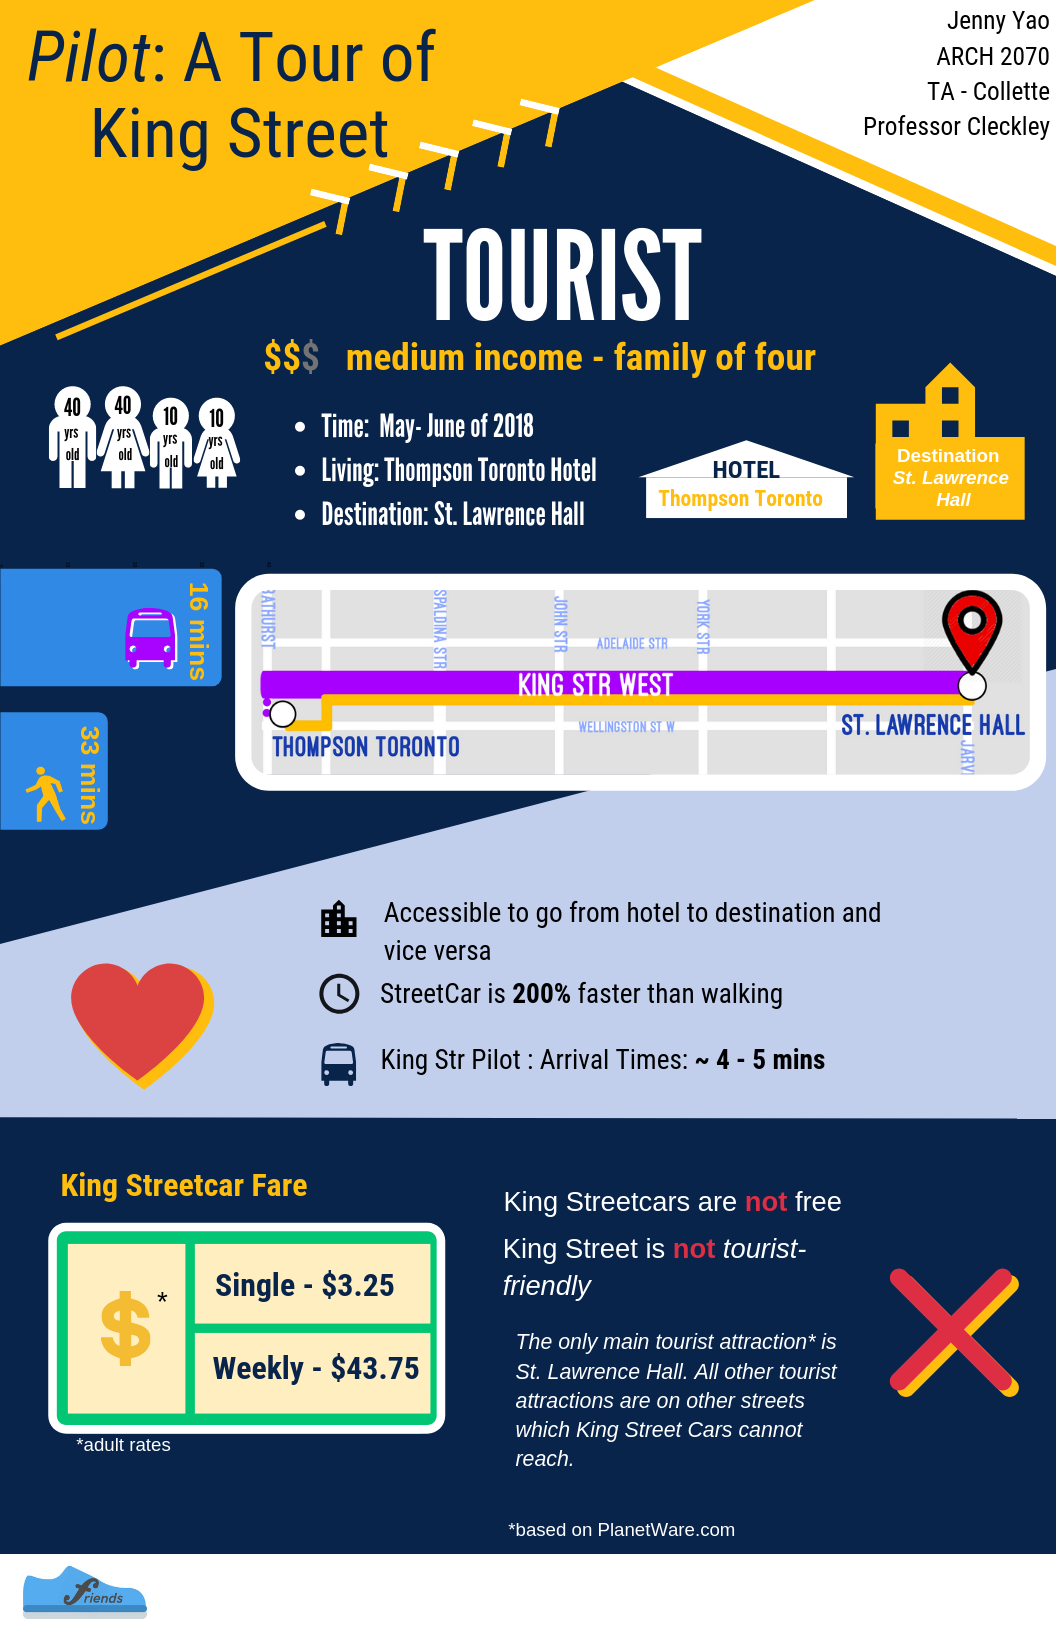 Pilot: A Tour of
King Street
Jenny Yao
ARCH 2070
TA - Collette
Professor Cleckley
TOURIST
$$$ medium income - family of four
40 yrs old
40 yrs old
10 yrs old
10 yrs old
Time: May- June of 2018
Living: Thompson Toronto Hotel
Destination: St. Lawrence Hall
HOTEL
Thompson Toronto
Destination
St. Lawrence
Hall
16 mins
33 mins
BATHURST
SPALDINA STR
JOHN STR
YORK STR
ADELAIDE STR
KING STR WEST
WELLINGSTON ST W
THOMPSON TORONTO
ST. LAWRENCE HALL
JARV
Accessible to go from hotel to destination and
vice versa
StreetCar is 200% faster than walking
King Str Pilot : Arrival Times: ~ 4 - 5 mins
King Streetcar Fare
$*
Single - $3.25
Weekly - $43.75
*adult rates
King Streetcars are not free
King Street is not tourist-
friendly
The only main tourist attraction* is
St. Lawrence Hall. All other tourist
attractions are on other streets
which King Street Cars cannot
reach.
*based on PlanetWare.com
friends